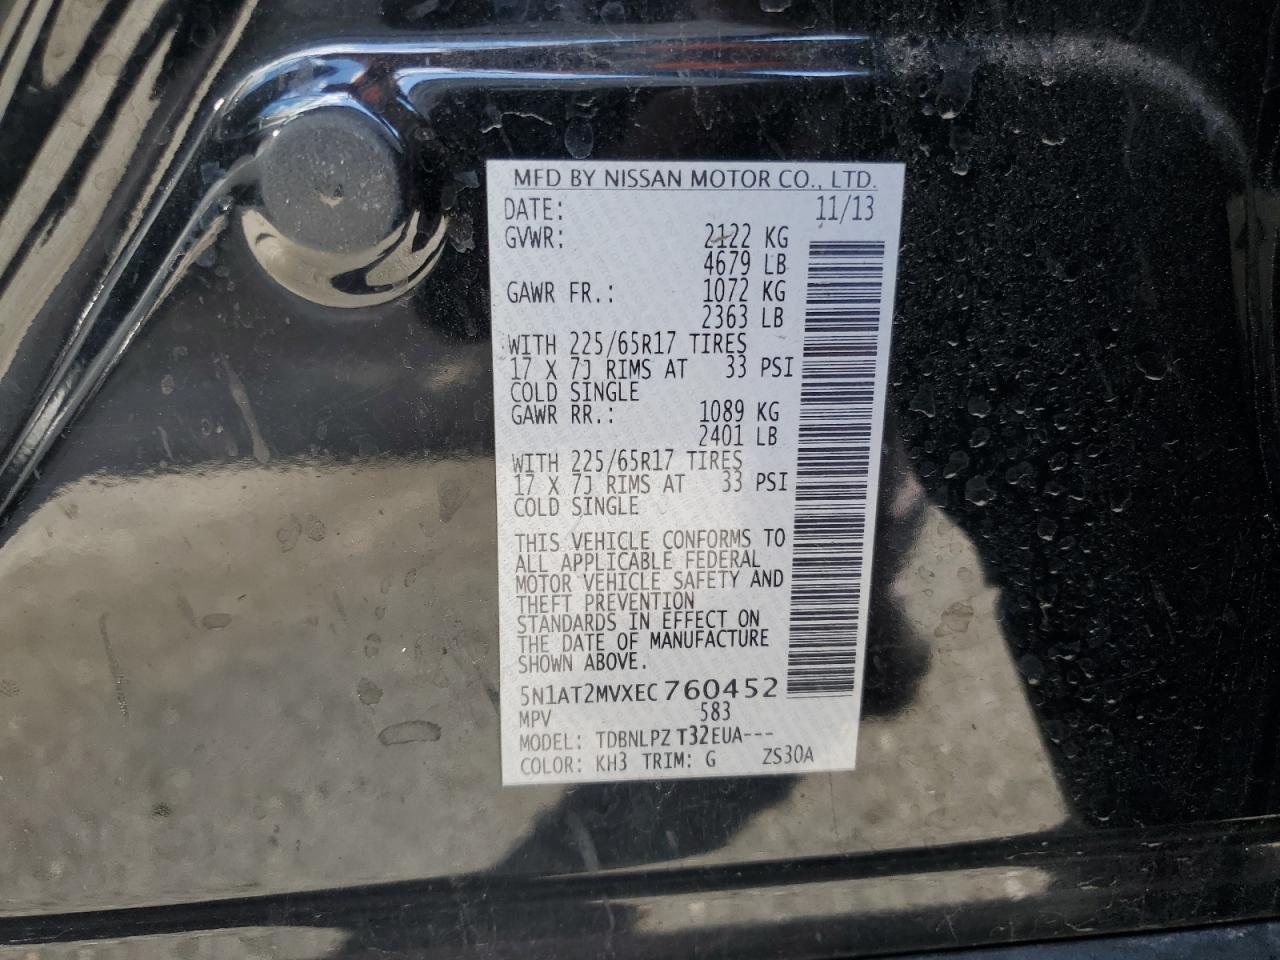 MFD BY NISSAN MOTOR CO., LTD.
DATE: 11/13
GVWR: 2122 KG
4679 LB
GAWR FR.: 1072 KG
2363 LB
WITH 225/65R17 TIRES
17 X 7J RIMS AT 33 PSI
COLD SINGLE
GAWR RR.: 1089 KG
2401 LB
WITH 225/65R17 TIRES
17 X 7J RIMS AT 33 PSI
COLD SINGLE
THIS VEHICLE CONFORMS TO
ALL APPLICABLE FEDERAL
MOTOR VEHICLE SAFETY AND
THEFT PREVENTION
STANDARDS IN EFFECT ON
THE DATE OF MANUFACTURE
SHOWN ABOVE.
5N1AT2MVXEC760452
MPV 583
MODEL: TDBNLPZ T32EUA---
COLOR: KH3 TRIM: G ZS30A